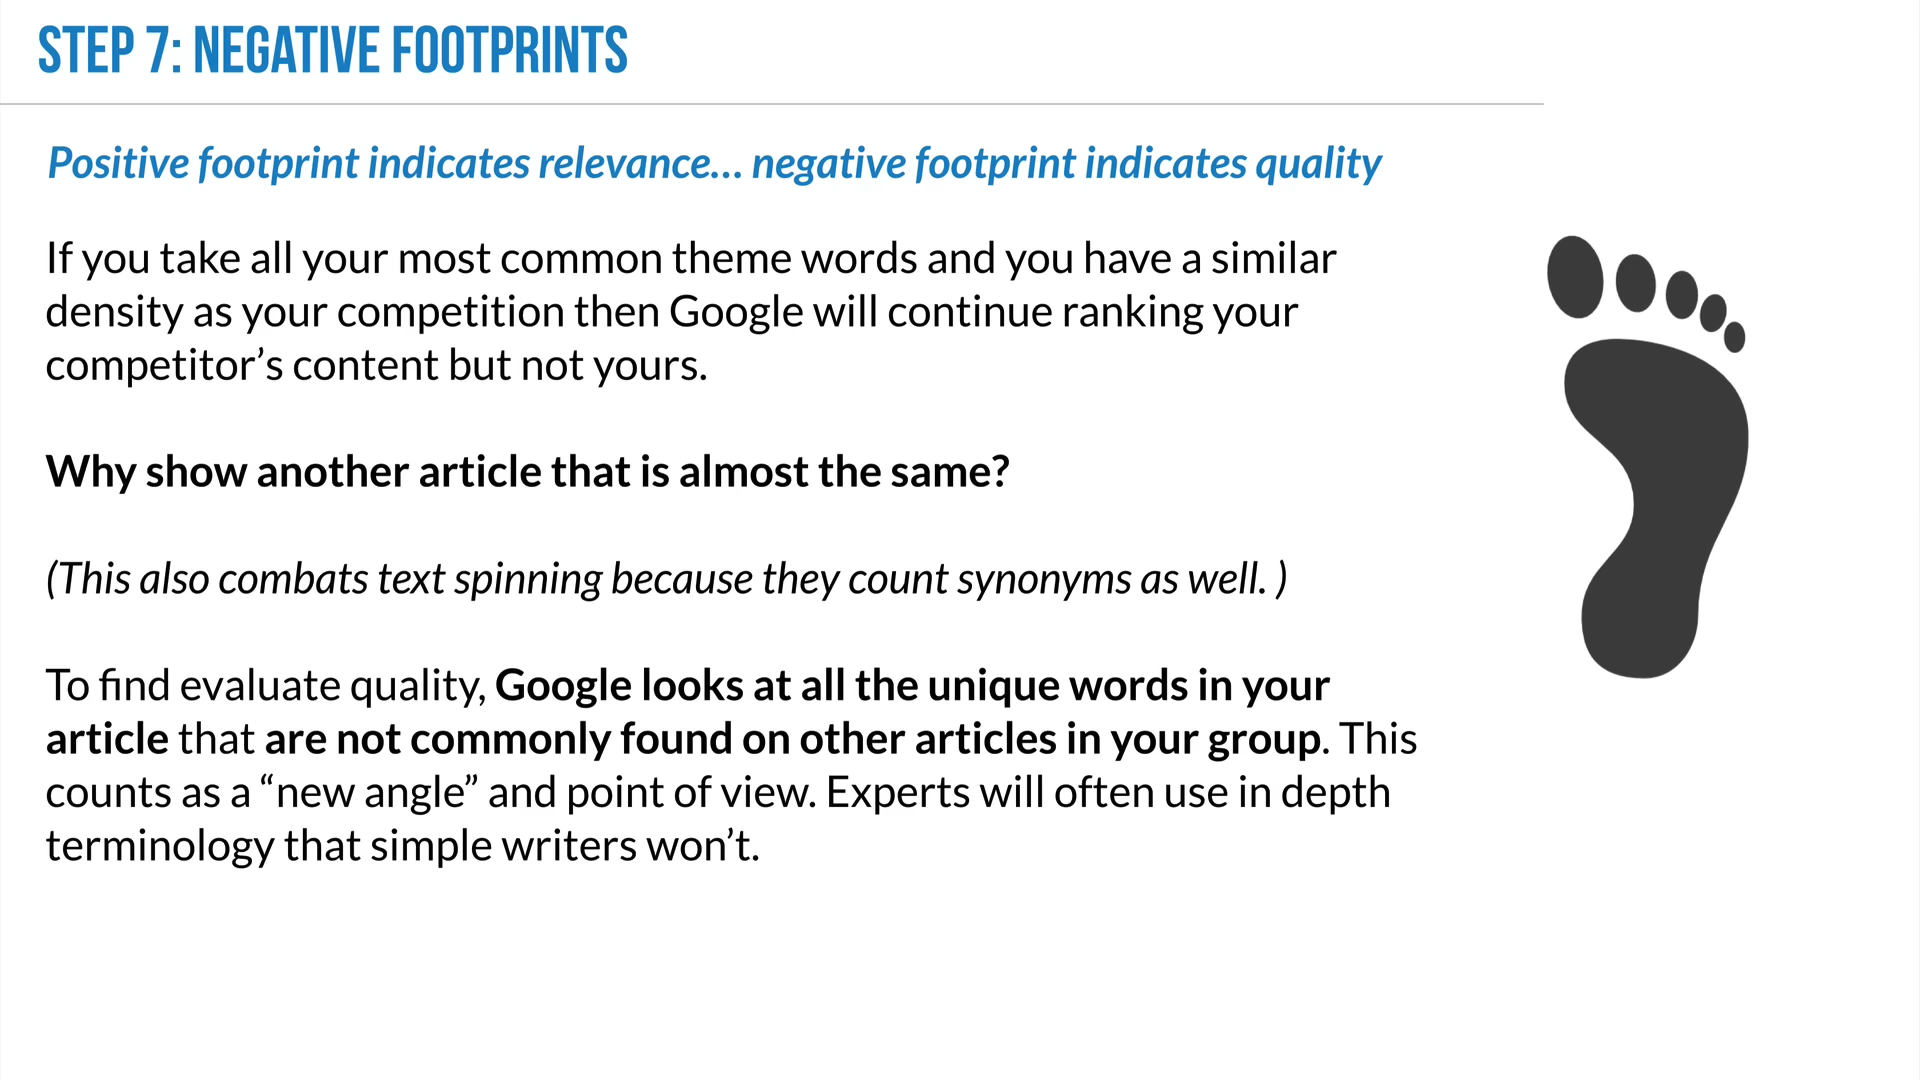 STEP 7: NEGATIVE FOOTPRINTS
Positive footprint indicates relevance... negative footprint indicates quality
If you take all your most common theme words and you have a similar
density as your competition then Google will continue ranking your
competitor’s content but not yours.
Why show another article that is almost the same?
(This also combats text spinning because they count synonyms as well. )
To find evaluate quality, Google looks at all the unique words in your
article that are not commonly found on other articles in your group. This
counts as a “new angle” and point of view. Experts will often use in depth
terminology that simple writers won’t.